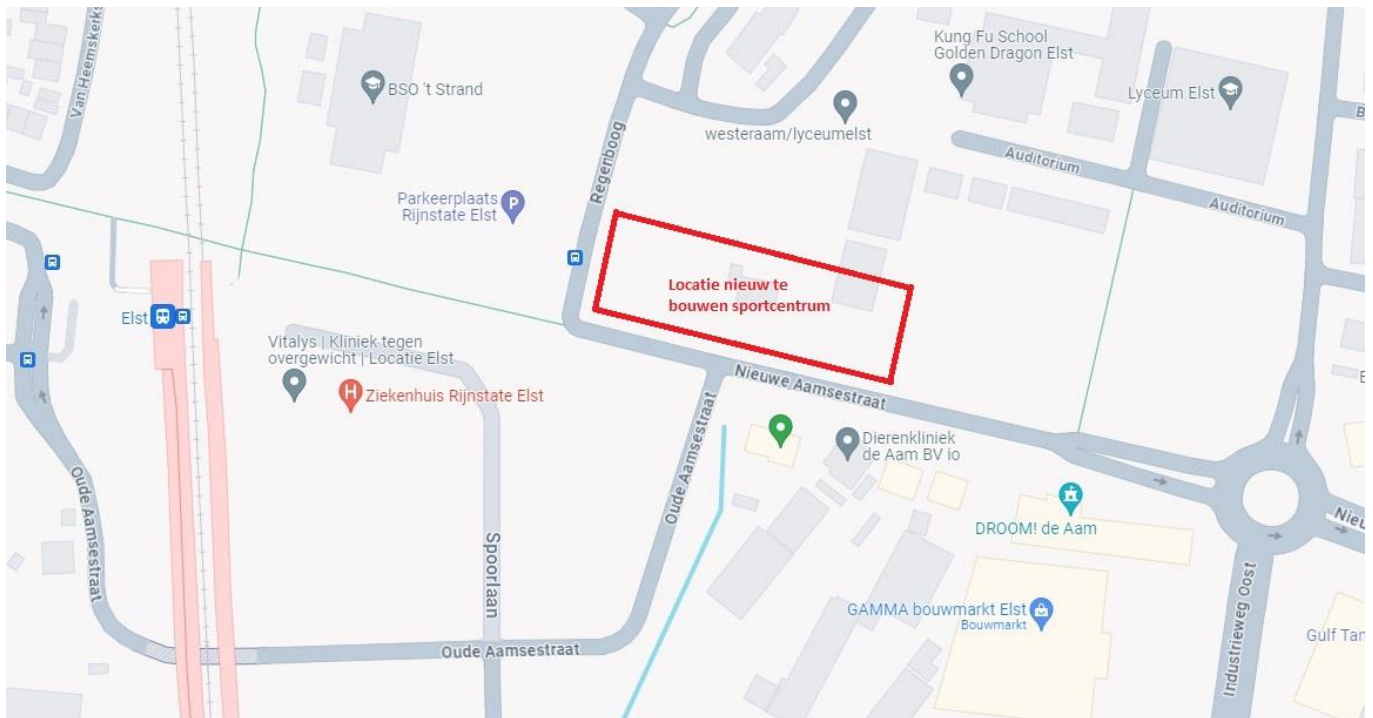 Van Heemskerks
BSO 't Strand
Kung Fu School
Golden Dragon Elst
Lyceum Elst
westeraam/lyceumelst
B
Regenboog
Auditorium
Auditorium
Parkeerplaats
Rijnstate Elst
P
Locatie nieuw te
bouwen sportcentrum
Elst
Vitalys | Kliniek tegen
overgewicht | Locatie Elst
H
Ziekenhuis Rijnstate Elst
Nieuwe Aamsestraat
E
Oude Aamsestraat
Dierenkliniek
de Aam BV io
Oude Aamsestraat
DROOM! de Aam
Nieu
Spoorlaan
GAMMA bouwmarkt Elst
Bouwmarkt
Industrieweg Oost
Gulf Tan
Oude Aamsestraat